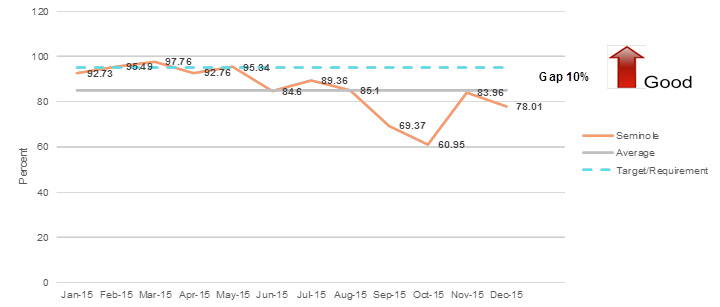 120
100
80
60
40
20
0
Percent
92.73
95.49
97.76
92.76
95.34
84.6
89.36
85.1
69.37
60.95
83.96
78.01
Gap 10%
Good
Seminole
Average
Target/Requirement
Jan-15 Feb-15 Mar-15 Apr-15 May-15 Jun-15 Jul-15 Aug-15 Sep-15 Oct-15 Nov-15 Dec-15